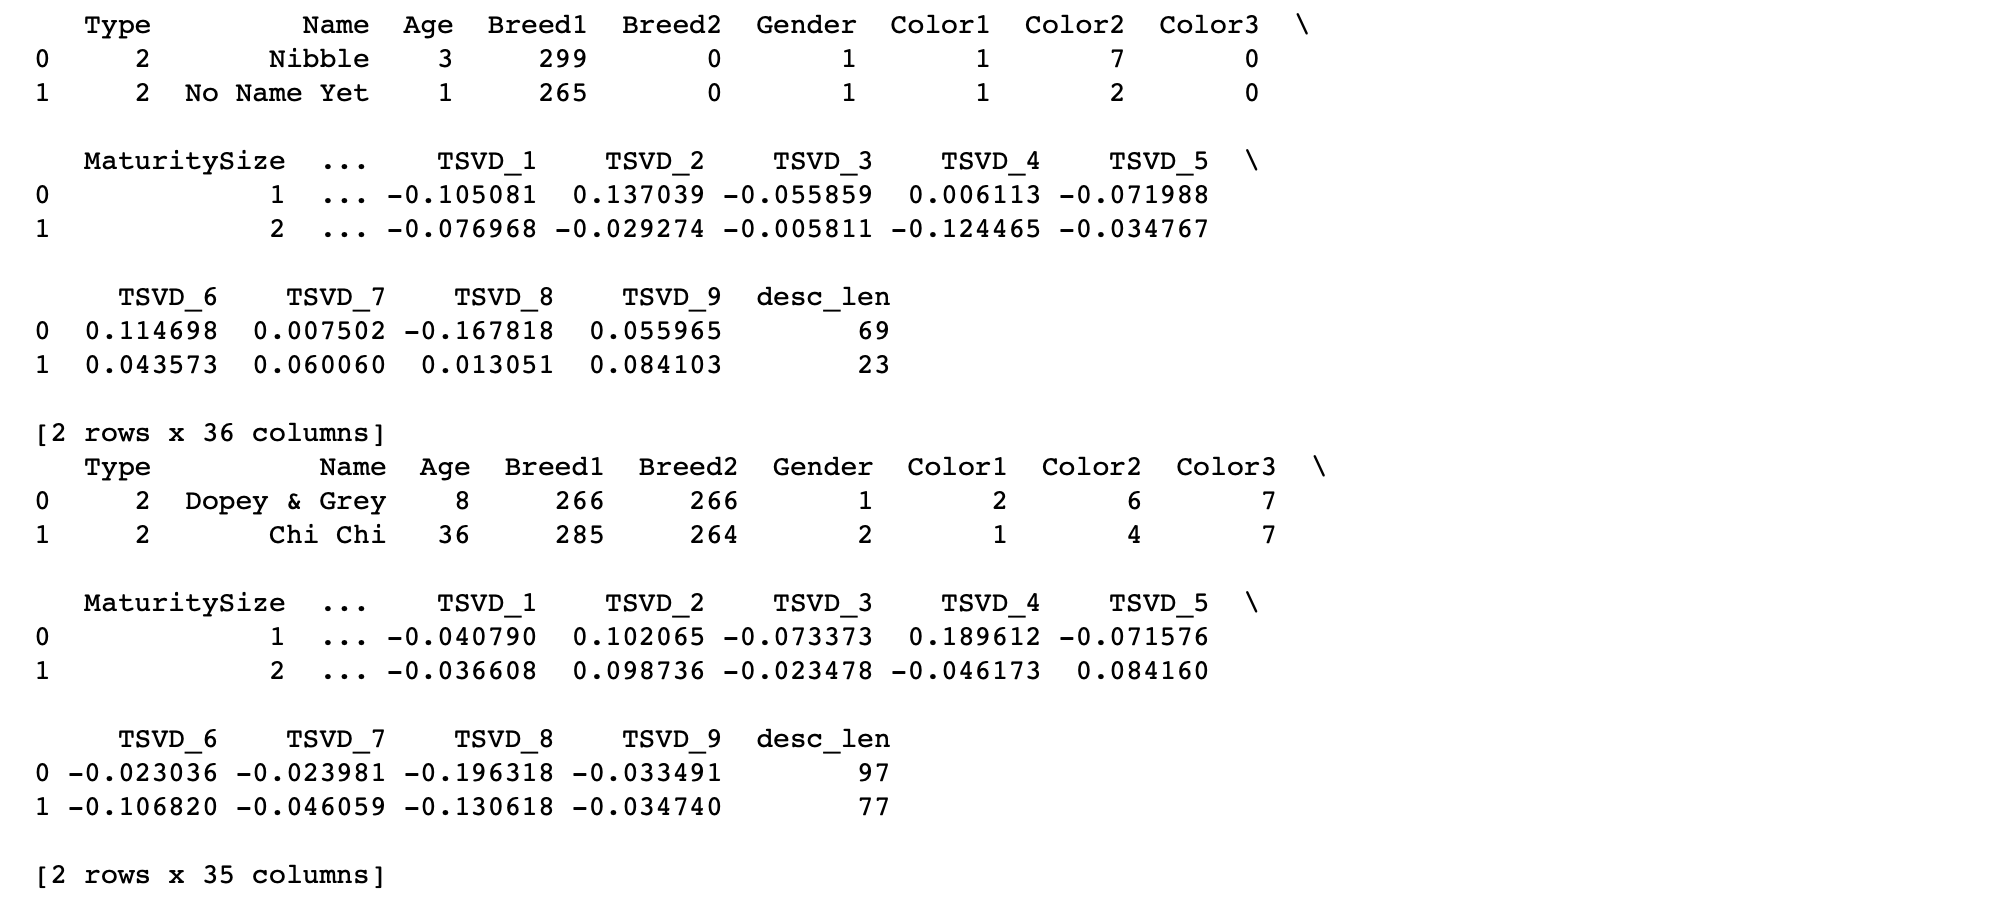 Type          Name  Age  Breed1  Breed2  Gender  Color1  Color2  Color3  \
0     2        Nibble    3     299       0       1       1       7       0
1     2   No Name Yet    1     265       0       1       1       2       0
   MaturitySize  ...    TSVD_1    TSVD_2    TSVD_3    TSVD_4    TSVD_5  \
0             1  ... -0.105081  0.137039 -0.055859  0.006113 -0.071988
1             2  ... -0.076968 -0.029274 -0.005811 -0.124465 -0.034767
     TSVD_6    TSVD_7    TSVD_8    TSVD_9  desc_len
0  0.114698  0.007502 -0.167818  0.055965        69
1  0.043573  0.060060  0.013051  0.084103        23
[2 rows x 36 columns]
   Type          Name  Age  Breed1  Breed2  Gender  Color1  Color2  Color3  \
0     2  Dopey & Grey    8     266     266       1       2       6       7
1     2       Chi Chi   36     285     264       2       1       4       7
   MaturitySize  ...    TSVD_1    TSVD_2    TSVD_3    TSVD_4    TSVD_5  \
0             1  ... -0.040790  0.102065 -0.073373  0.189612 -0.071576
1             2  ... -0.036608  0.098736 -0.023478 -0.046173  0.084160
     TSVD_6    TSVD_7    TSVD_8    TSVD_9  desc_len
0 -0.023036 -0.023981 -0.196318 -0.033491        97
1 -0.106820 -0.046059 -0.130618 -0.034740        77
[2 rows x 35 columns]